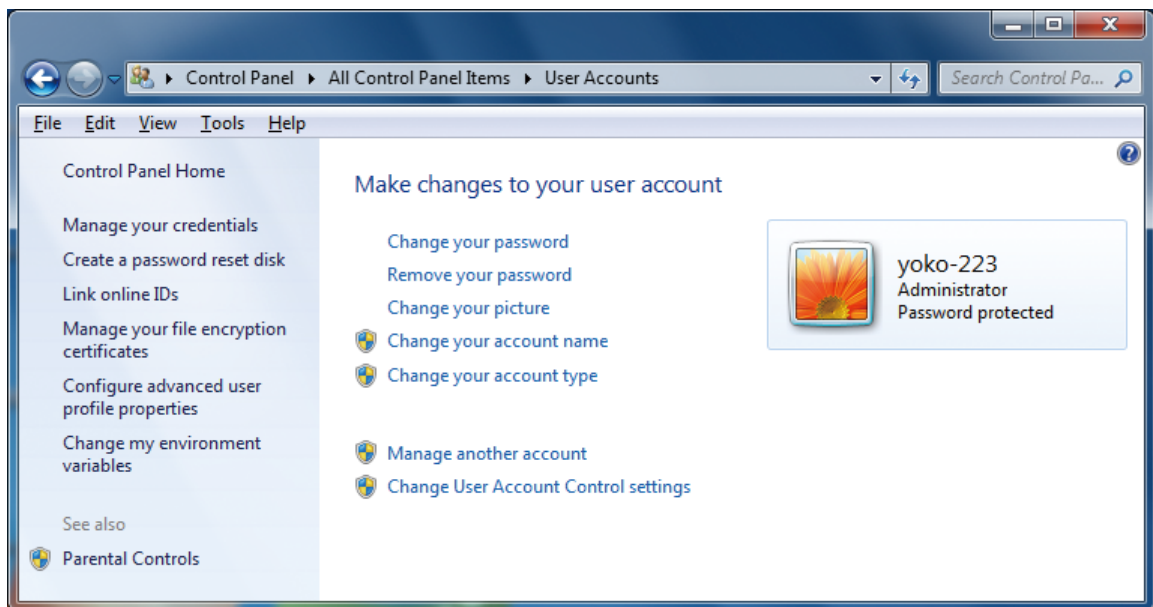 Control Panel ▸ All Control Panel Items ▸ User Accounts
Search Control Pa...
File Edit View Tools Help
Control Panel Home
Manage your credentials
Create a password reset disk
Link online IDs
Manage your file encryption
certificates
Configure advanced user
profile properties
Change my environment
variables
See also
Parental Controls
Make changes to your user account
Change your password
Remove your password
Change your picture
Change your account name
Change your account type
Manage another account
Change User Account Control settings
yoko-223
Administrator
Password protected